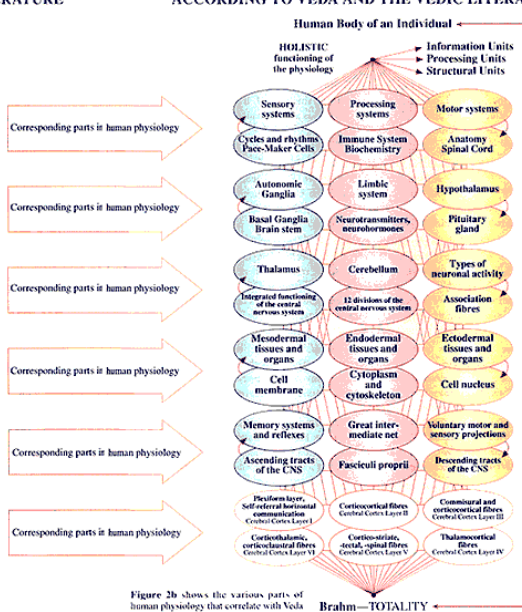 ACCORDING TO VEDA AND THE VEDIC
Human Body of an Individual
HOLISTIC
functioning of
the physiology
Information Units
Processing Units
Structural Units
Corresponding parts in human physiology
Sensory
systems
Processing
systems
Motor systems
Cycles and rhythms
Pace-Maker Cells
Immune System
Biochemistry
Anatomy
Spinal Cord
Corresponding parts in human physiology
Autonomic
Ganglia
Limbic
system
Hypothalamus
Basal Ganglia
Brain stem
Neurotransmitters,
neurohormones
Pituitary
gland
Corresponding parts in human physiology
Thalamus
Cerebellum
Types of
neuronal activity
Integrated functioning
of the central
nervous system
12 divisions of the
central nervous system
Association
fibres
Corresponding parts in human physiology
Mesodermal
tissues and
organs
Endodermal
tissues and
organs
Ectodermal
tissues and
organs
Cell
membrane
Cytoplasm
and
cytoskeleton
Cell nucleus
Corresponding parts in human physiology
Memory systems
and reflexes
Great inter-
mediate net
Voluntary motor and
sensory projections
Ascending tracts
of the CNS
Fasciculi proprii
Descending tracts
of the CNS
Corresponding parts in human physiology
Plexiform layer,
Self-referral horizontal
communication
Cerebral Cortex Layer I
Corticocortical fibres
Cerebral Cortex Layer II
Commisural and
corticocortical fibres
Cerebral Cortex Layer III
Corticothalamic,
corticoclaustral fibres
Cerebral Cortex Layer VI
Cortico-striate,
-tectal, -spinal fibres
Cerebral Cortex Layer V
Thalamocortical
fibres
Cerebral Cortex Layer IV
Figure 2b shows the various parts of
human physiology that correlate with Veda
Brahm—TOTALITY